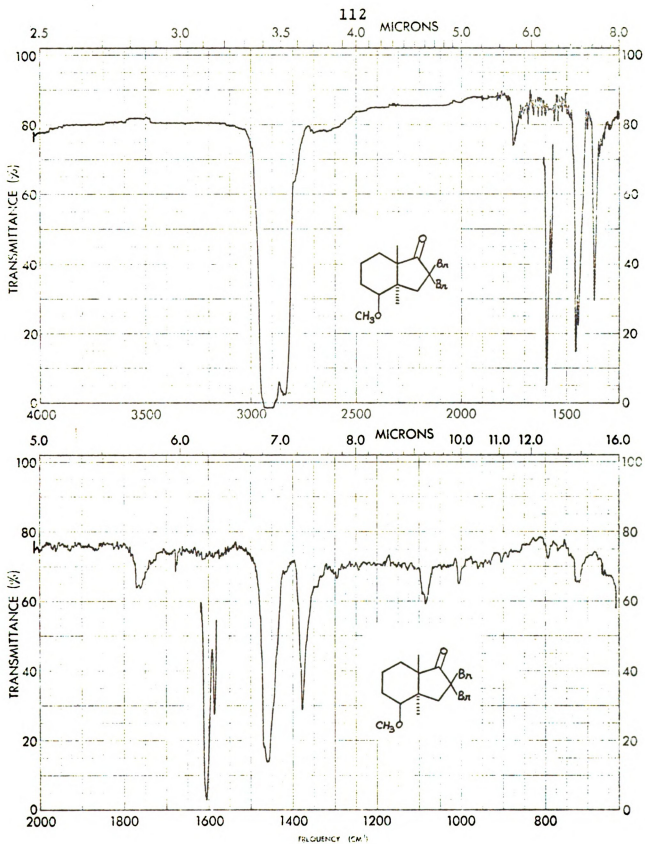 112
MICRONS
2.5 3.0 3.5 4.0 5.0 6.0 8.0
100 100
80 80
60 60
40 40
20 20
0 0
TRANSMITTANCE (%)
O
Br
Br
CH3O
4000 3500 3000 2500 2000 1500
MICRONS
5.0 6.0 7.0 8.0 10.0 11.0 12.0 16.0
100 100
80 80
60 60
40 40
20 20
0 0
TRANSMITTANCE (%)
O
Br
Br
CH3O
2000 1800 1600 1400 1200 1000 800
FREQUENCY (CM⁻¹)